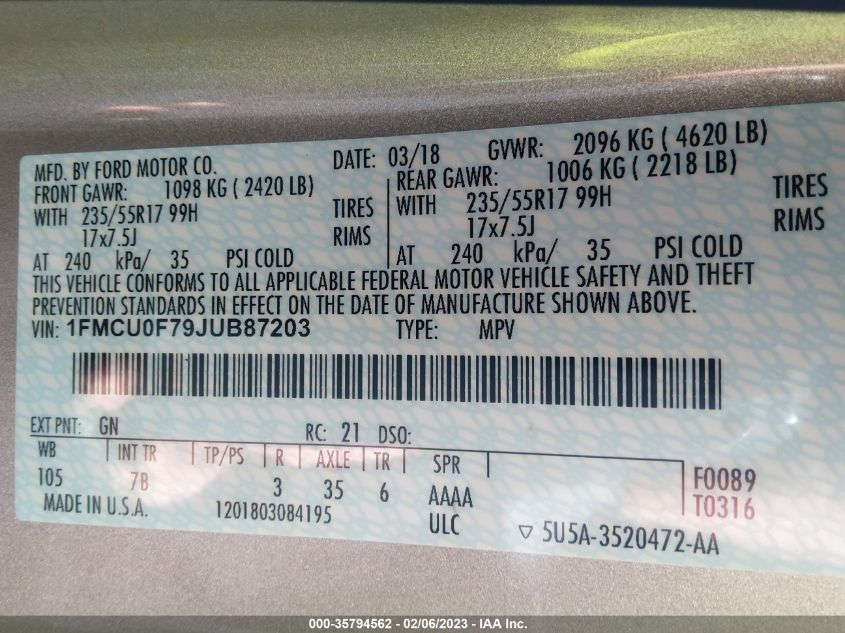 MFD. BY FORD MOTOR CO. DATE: 03/18 GVWR: 2096 KG ( 4620 LB)
FRONT GAWR: 1098 KG ( 2420 LB) REAR GAWR: 1006 KG ( 2218 LB)
WITH 235/55R17 99H TIRES WITH 235/55R17 99H TIRES
17x7.5J RIMS 17x7.5J RIMS
AT 240 kPa/ 35 PSI COLD AT 240 kPa/ 35 PSI COLD
THIS VEHICLE CONFORMS TO ALL APPLICABLE FEDERAL MOTOR VEHICLE SAFETY AND THEFT
PREVENTION STANDARDS IN EFFECT ON THE DATE OF MANUFACTURE SHOWN ABOVE.
VIN: 1FMCU0F79JUB87203 TYPE: MPV
EXT PNT: GN RC: 21 DSO:
WB INT TR TP/PS R AXLE TR SPR F0089
105 7B 3 35 6 AAAA T0316
MADE IN U.S.A. 1201803084195 ULC 5U5A-3520472-AA
000-35794562 - 02/06/2023 - IAA Inc.